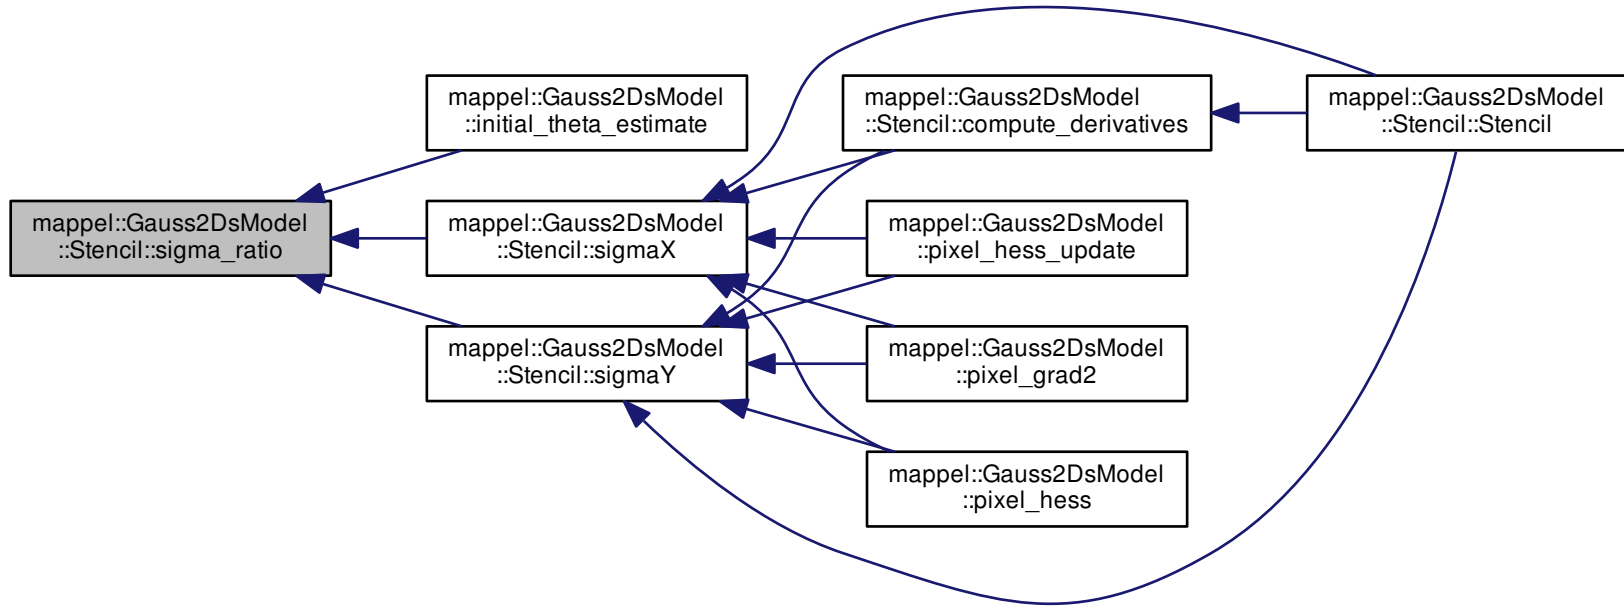 mappel::Gauss2DsModel
::Stencil::sigma_ratio
mappel::Gauss2DsModel
::initial_theta_estimate
mappel::Gauss2DsModel
::Stencil::sigmaX
mappel::Gauss2DsModel
::Stencil::sigmaY
mappel::Gauss2DsModel
::Stencil::compute_derivatives
mappel::Gauss2DsModel
::pixel_hess_update
mappel::Gauss2DsModel
::pixel_grad2
mappel::Gauss2DsModel
::pixel_hess
mappel::Gauss2DsModel
::Stencil::Stencil